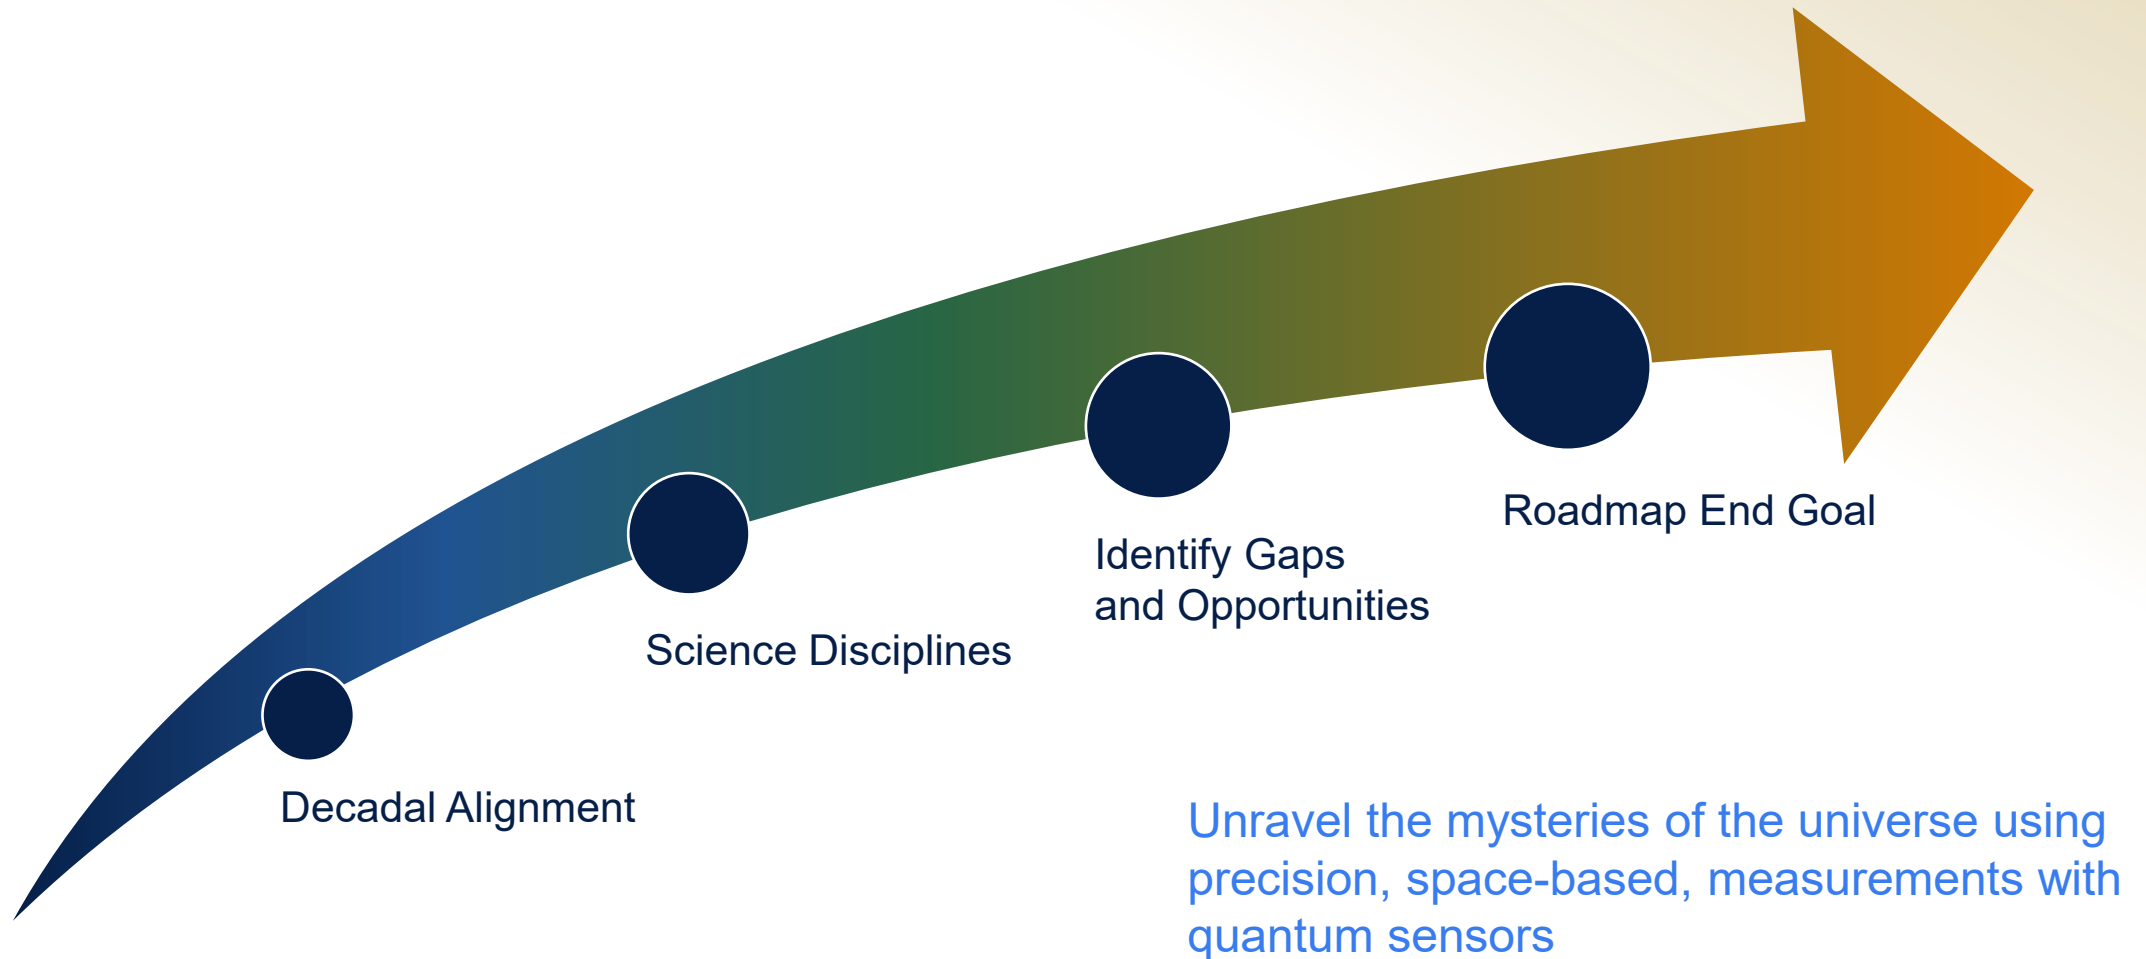 Decadal Alignment
Science Disciplines
Identify Gaps
and Opportunities
Roadmap End Goal
Unravel the mysteries of the universe using
precision, space-based, measurements with
quantum sensors